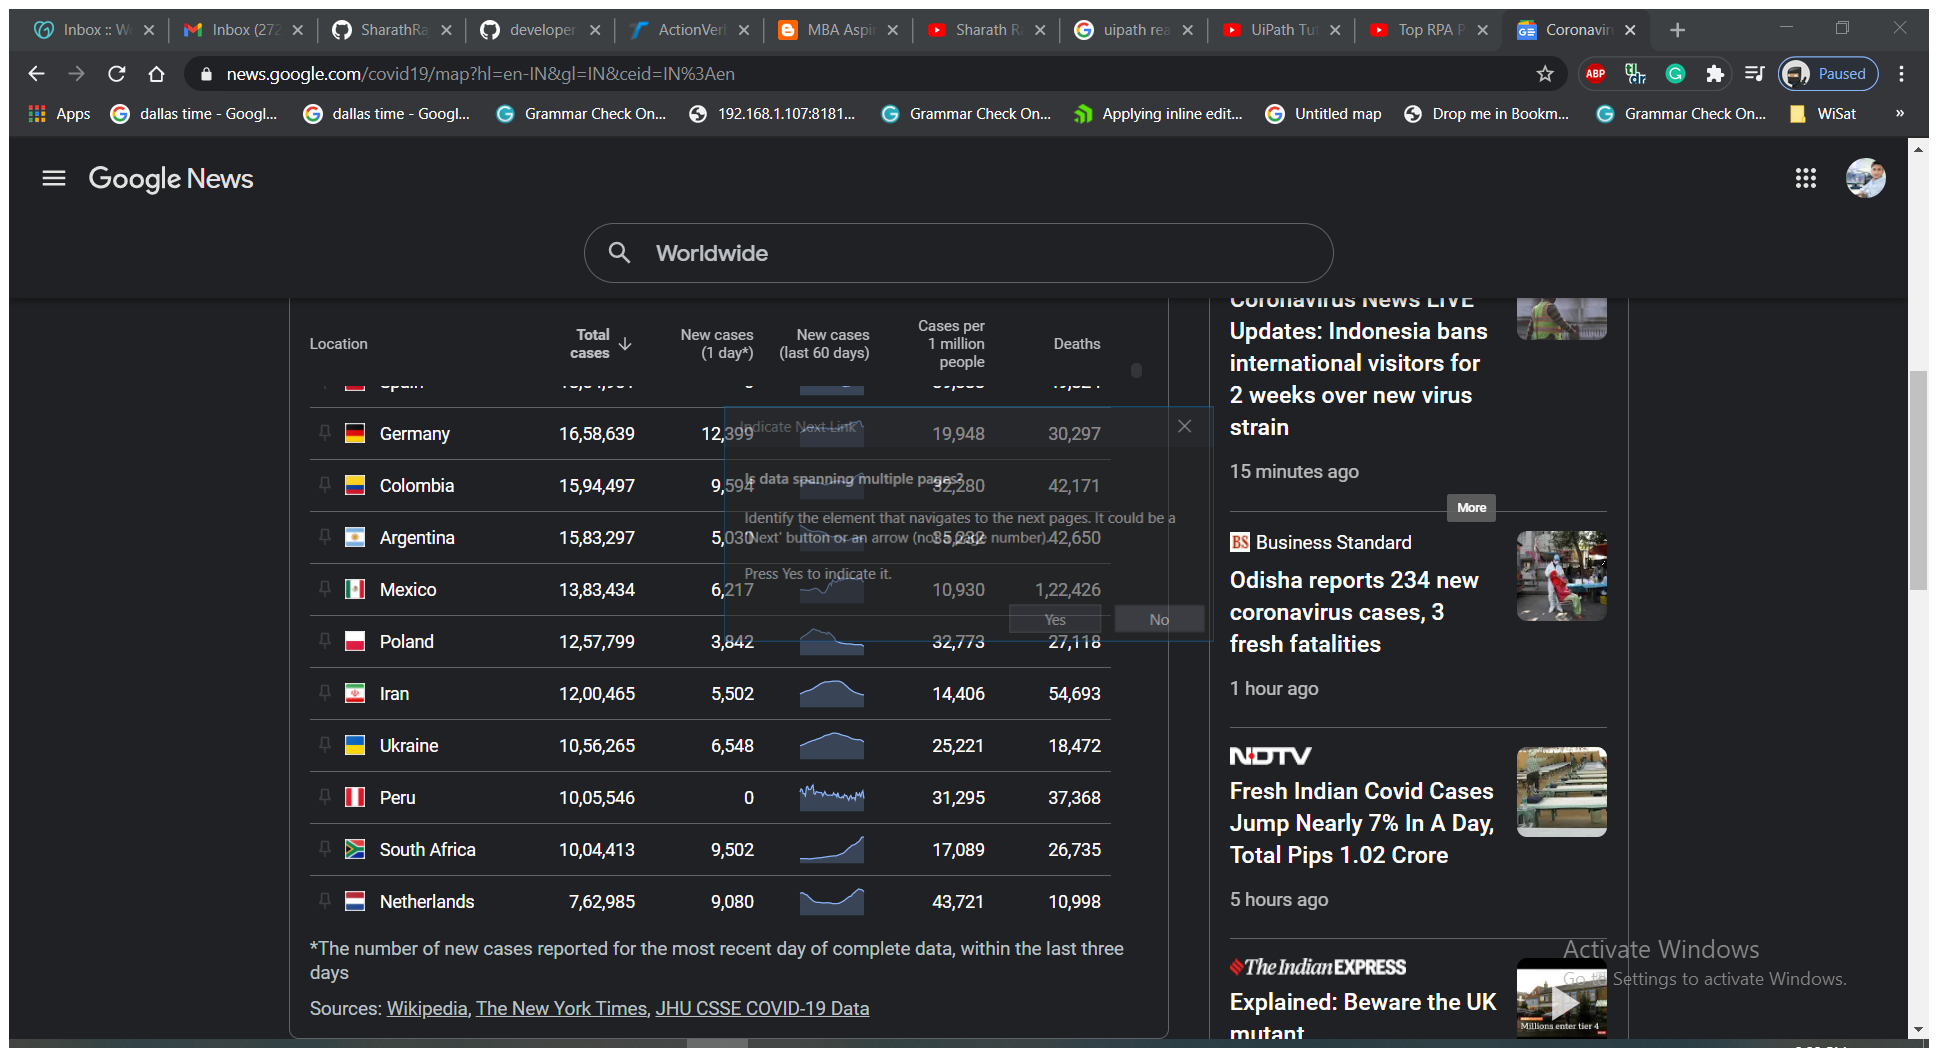 Inbox :: W
Inbox (272
SharathRa
developer
ActionVer
MBA Aspir
Sharath R
uipath rea
UiPath Tu
Top RPA P
Coronavir
news.google.com/covid19/map?hl=en-IN&gl=IN&ceid=IN%3Aen
ABP
Paused
Apps
dallas time - Googl...
dallas time - Googl...
Grammar Check On...
192.168.1.107:8181...
Grammar Check On...
Applying inline edit...
Untitled map
Drop me in Bookm...
Grammar Check On...
WiSat
»
Google News
Worldwide
Location
Total cases
New cases (1 day*)
New cases (last 60 days)
Cases per 1 million people
Deaths
Germany 16,58,639 12,399 19,948 30,297
Colombia 15,94,497 9,594 32,280 42,171
Argentina 15,83,297 5,030 35,232 42,650
Mexico 13,83,434 6,217 10,930 1,22,426
Poland 12,57,799 3,842 32,773 27,118
Iran 12,00,465 5,502 14,406 54,693
Ukraine 10,56,265 6,548 25,221 18,472
Peru 10,05,546 0 31,295 37,368
South Africa 10,04,413 9,502 17,089 26,735
Netherlands 7,62,985 9,080 43,721 10,998
*The number of new cases reported for the most recent day of complete data, within the last three
days
Sources: Wikipedia, The New York Times, JHU CSSE COVID-19 Data
Indicate Next Link
Is data spanning multiple pages?
Identify the element that navigates to the next pages. It could be a
'Next' button or an arrow (not a page number).
Press Yes to indicate it.
Yes
No
Coronavirus News LIVE
Updates: Indonesia bans
international visitors for
2 weeks over new virus
strain
15 minutes ago
More
BS Business Standard
Odisha reports 234 new
coronavirus cases, 3
fresh fatalities
1 hour ago
NDTV
Fresh Indian Covid Cases
Jump Nearly 7% In A Day,
Total Pips 1.02 Crore
5 hours ago
The Indian EXPRESS
Explained: Beware the UK
mutant
Millions enter tier 4
Activate Windows
Go to Settings to activate Windows.